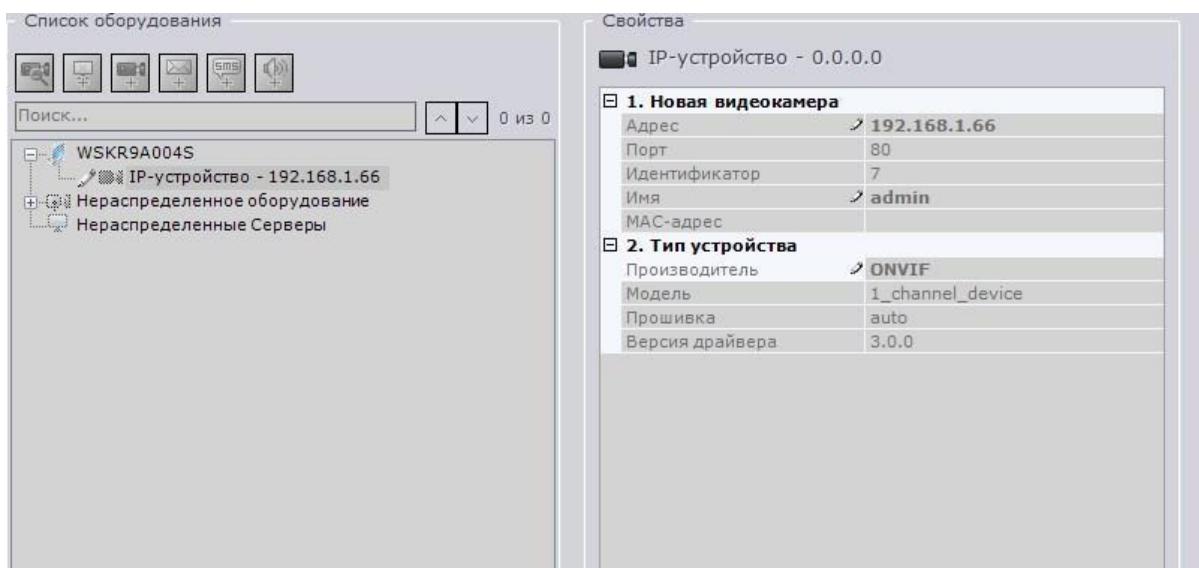 Список оборудования
SMS
Поиск...
0 из 0
WSKR9A004S
IP-устройство - 192.168.1.66
Нераспределенное оборудование
Нераспределенные Серверы
Свойства
IP-устройство - 0.0.0.0
1. Новая видеокамера
Адрес 192.168.1.66
Порт 80
Идентификатор 7
Имя admin
MAC-адрес
2. Тип устройства
Производитель ONVIF
Модель 1_channel_device
Прошивка auto
Версия драйвера 3.0.0